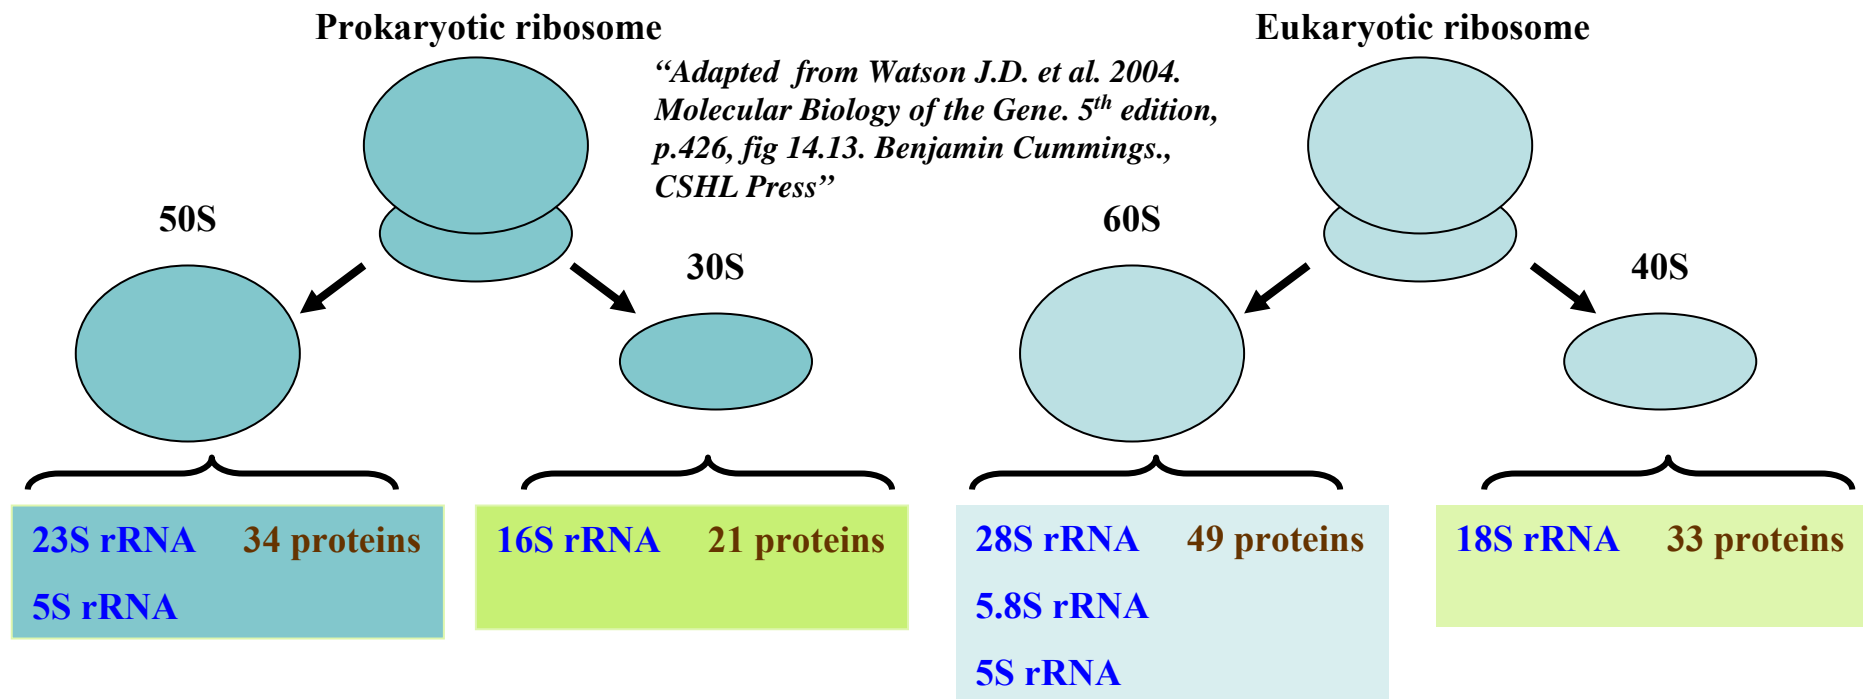 Prokaryotic ribosome
Eukaryotic ribosome
“Adapted from Watson J.D. et al. 2004.
Molecular Biology of the Gene. 5th edition,
p.426, fig 14.13. Benjamin Cummings.,
CSHL Press”
50S
30S
60S
40S
23S rRNA 34 proteins
5S rRNA
16S rRNA 21 proteins
28S rRNA 49 proteins
5.8S rRNA
5S rRNA
18S rRNA 33 proteins